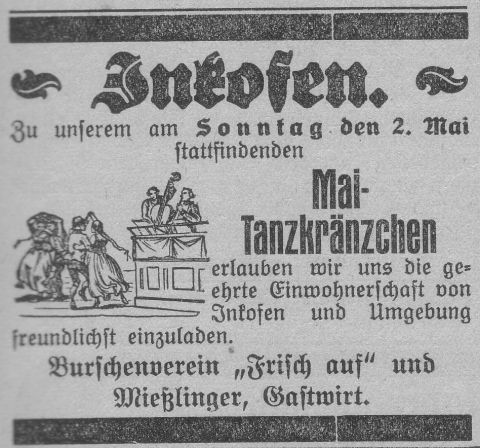 Inkofen.
Zu unserem am Sonntag den 2. Mai
stattfindenden
Mai-
Tanzkränzchen
erlauben wir uns die ge=
ehrte Einwohnerschaft von
Inkofen und Umgebung
freundlichst einzuladen.
Burschenverein „Frisch auf“ und
Mießlinger, Gastwirt.